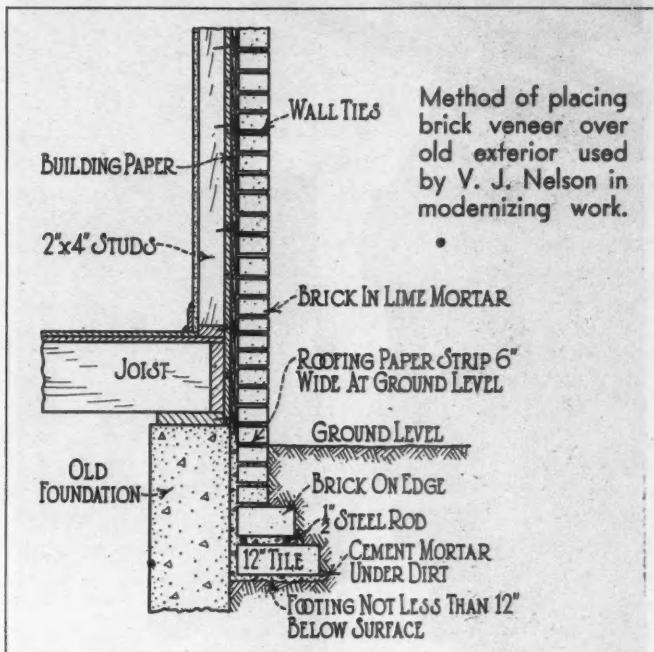 Method of placing
brick veneer over
old exterior used
by V. J. Nelson in
modernizing work.
WALL TIES
BUILDING PAPER
2"x4" STUDS
BRICK IN LIME MORTAR
JOIST
ROOFING PAPER STRIP 6"
WIDE AT GROUND LEVEL
GROUND LEVEL
OLD
FOUNDATION
BRICK ON EDGE
1/2" STEEL ROD
12" TILE
CEMENT MORTAR
UNDER DIRT
FOOTING NOT LESS THAN 12"
BELOW SURFACE